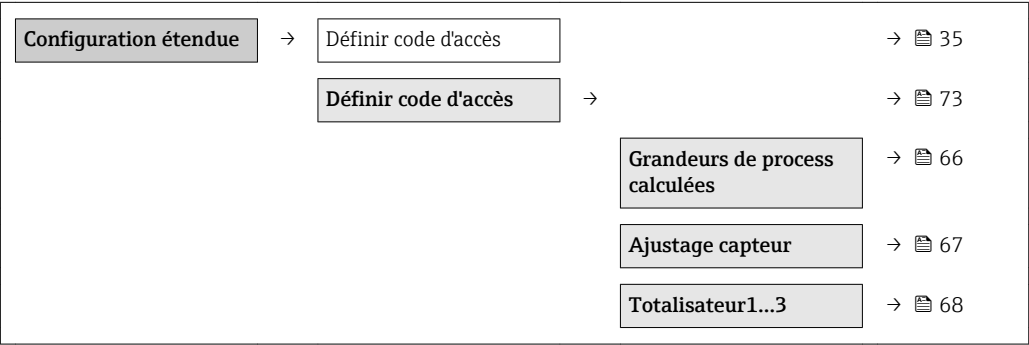 Configuration étendue → Définir code d'accès → 35
Définir code d'accès → → 73
Grandeurs de process → 66
calculées
Ajustage capteur → 67
Totalisateur1...3 → 68